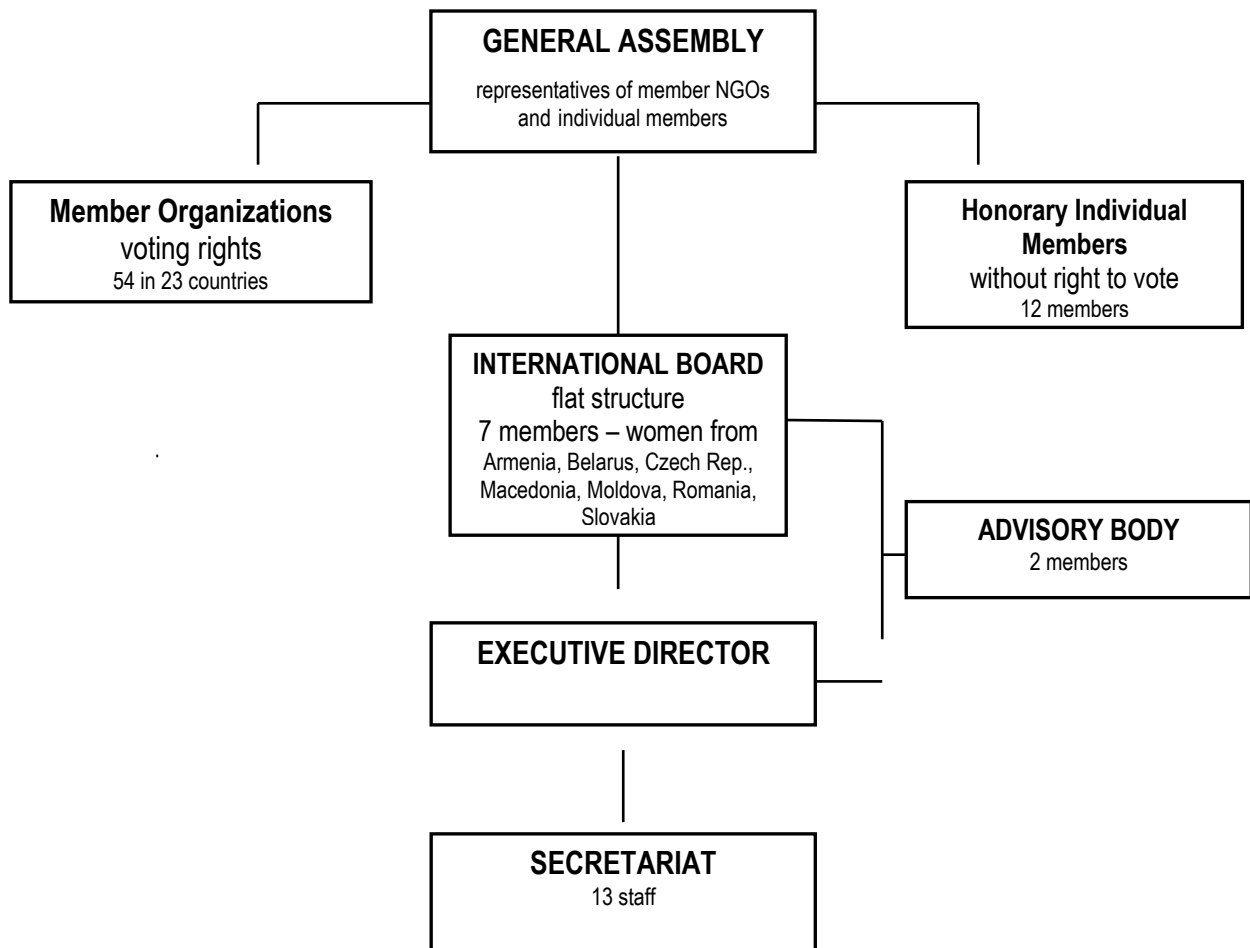 GENERAL ASSEMBLY
representatives of member NGOs
and individual members
Member Organizations
voting rights
54 in 23 countries
Honorary Individual
Members
without right to vote
12 members
INTERNATIONAL BOARD
flat structure
7 members – women from
Armenia, Belarus, Czech Rep.,
Macedonia, Moldova, Romania,
Slovakia
ADVISORY BODY
2 members
EXECUTIVE DIRECTOR
SECRETARIAT
13 staff